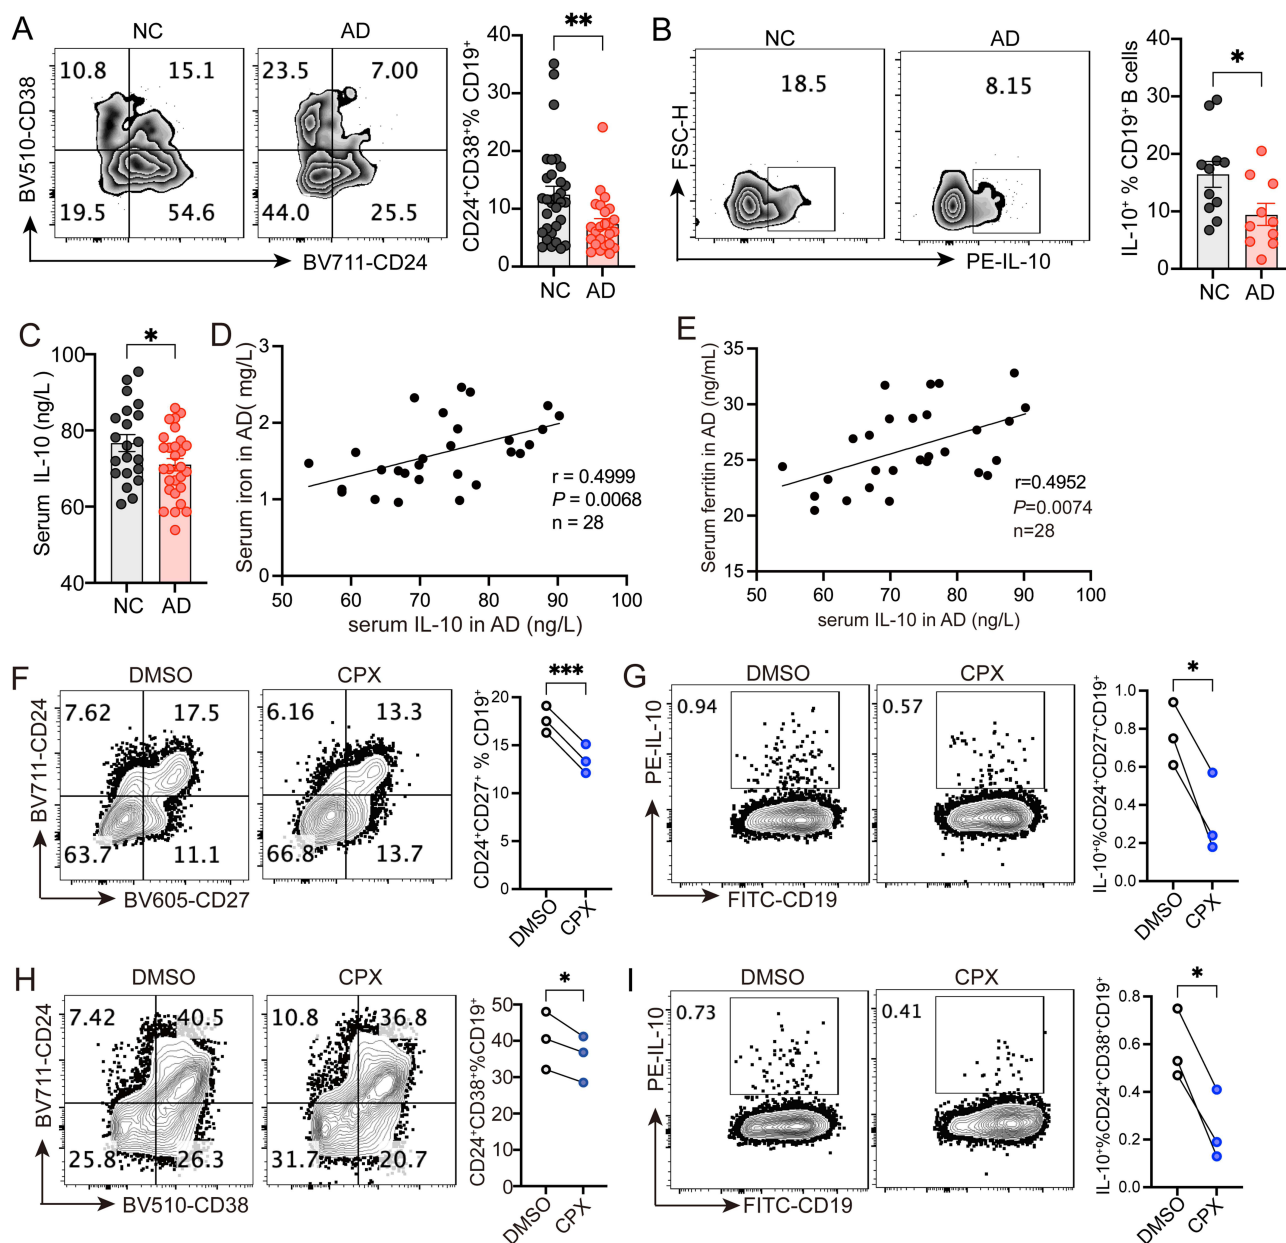 A
NC
AD
BV510-CD38
10.8
15.1
19.5
54.6
23.5
7.00
44.0
25.5
BV711-CD24
CD24⁺CD38⁺% CD19⁺
40
30
20
10
0
**
NC
AD
B
NC
AD
FSC-H
18.5
8.15
PE-IL-10
IL-10⁺ % CD19⁺ B cells
40
30
20
10
0
*
NC
AD
C
Serum IL-10 (ng/L)
100
80
60
40
*
NC
AD
D
Serum iron in AD( mg/L)
3
2
1
0
r = 0.4999
P = 0.0068
n = 28
50
60
70
80
90
100
serum IL-10 in AD (ng/L)
E
Serum ferritin in AD (ng/mL)
35
30
25
20
15
r=0.4952
P=0.0074
n=28
50
60
70
80
90
100
serum IL-10 in AD (ng/L)
F
DMSO
CPX
BV711-CD24
7.62
17.5
63.7
11.1
6.16
13.3
66.8
13.7
BV605-CD27
CD24⁺CD27⁺ % CD19⁺
20
15
10
5
0
***
DMSO
CPX
G
DMSO
CPX
PE-IL-10
0.94
0.57
FITC-CD19
IL-10⁺%CD24⁺CD27⁺CD19⁺
1.0
0.8
0.6
0.4
0.2
0.0
*
DMSO
CPX
H
DMSO
CPX
BV711-CD24
7.42
40.5
25.8
26.3
10.8
36.8
31.7
20.7
BV510-CD38
CD24⁺CD38⁺%CD19⁺
50
40
30
20
10
0
*
DMSO
CPX
I
DMSO
CPX
PE-IL-10
0.73
0.41
FITC-CD19
IL-10⁺%CD24⁺CD38⁺CD19⁺
0.8
0.6
0.4
0.2
0.0
*
DMSO
CPX